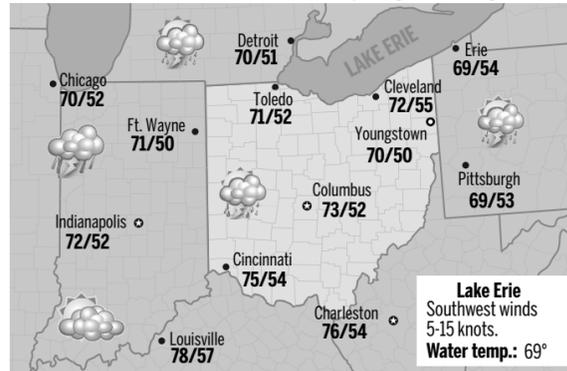 Detroit
70/51
LAKE ERIE
Erie
69/54
Chicago
70/52
Toledo
71/52
Cleveland
72/55
Ft. Wayne
71/50
Youngstown
70/50
Pittsburgh
69/53
Columbus
73/52
Indianapolis
72/52
Cincinnati
75/54
Charleston
76/54
Louisville
78/57
Lake Erie
Southwest winds
5-15 knots.
Water temp.: 69°